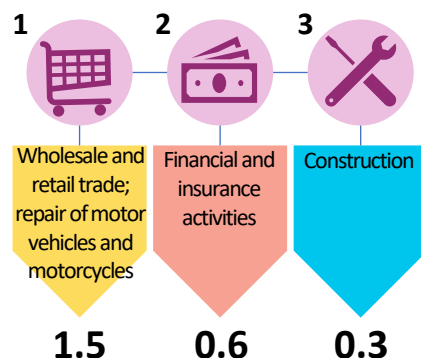 1
2
3
Wholesale and
retail trade;
repair of motor
vehicles and
motorcycles
Financial and
insurance
activities
Construction
1.5
0.6
0.3